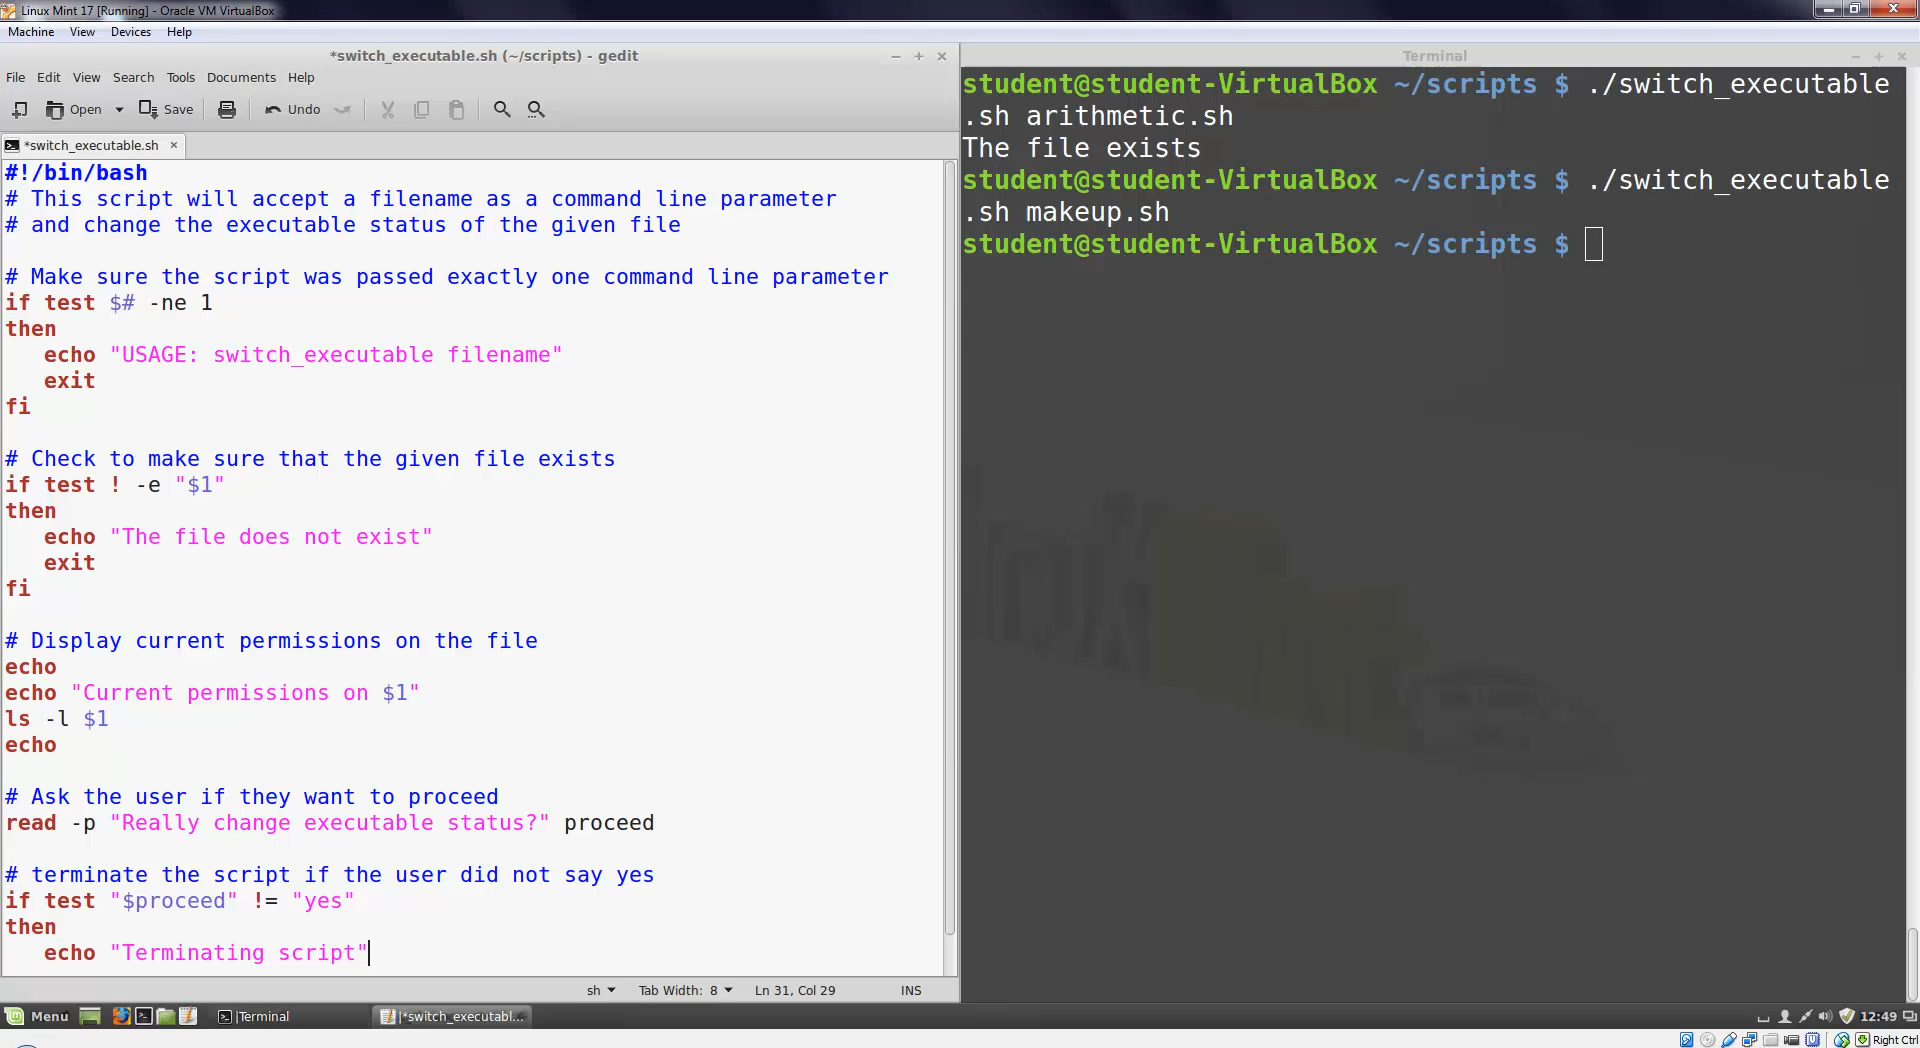 Linux Mint 17 [Running] - Oracle VM VirtualBox
Machine View Devices Help
*switch_executable.sh (~/scripts) - gedit
File Edit View Search Tools Documents Help
Open Save Undo
*switch_executable.sh
#!/bin/bash
# This script will accept a filename as a command line parameter
# and change the executable status of the given file
# Make sure the script was passed exactly one command line parameter
if test $# -ne 1
then
echo "USAGE: switch_executable filename"
exit
fi
# Check to make sure that the given file exists
if test ! -e "$1"
then
echo "The file does not exist"
exit
fi
# Display current permissions on the file
echo
echo "Current permissions on $1"
ls -l $1
echo
# Ask the user if they want to proceed
read -p "Really change executable status?" proceed
# terminate the script if the user did not say yes
if test "$proceed" != "yes"
then
echo "Terminating script"
sh Tab Width: 8 Ln 31, Col 29 INS
Terminal
student@student-VirtualBox ~/scripts $ ./switch_executable
.sh arithmetic.sh
The file exists
student@student-VirtualBox ~/scripts $ ./switch_executable
.sh makeup.sh
student@student-VirtualBox ~/scripts $
Menu Terminal *switch_executabl... 12:49
Right Ctrl